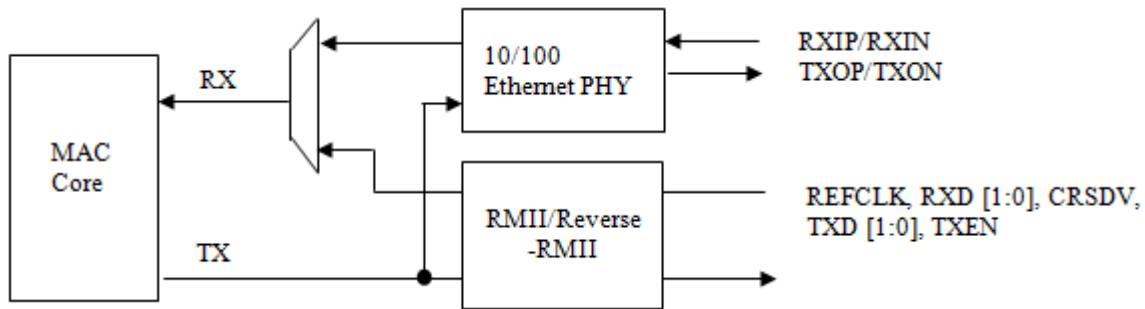 10/100
Ethernet PHY
RXIP/RXIN
TXOP/TXON
RX
MAC
Core
RMII/Reverse
-RMII
REFCLK, RXD [1:0], CRSDV,
TXD [1:0], TXEN
TX